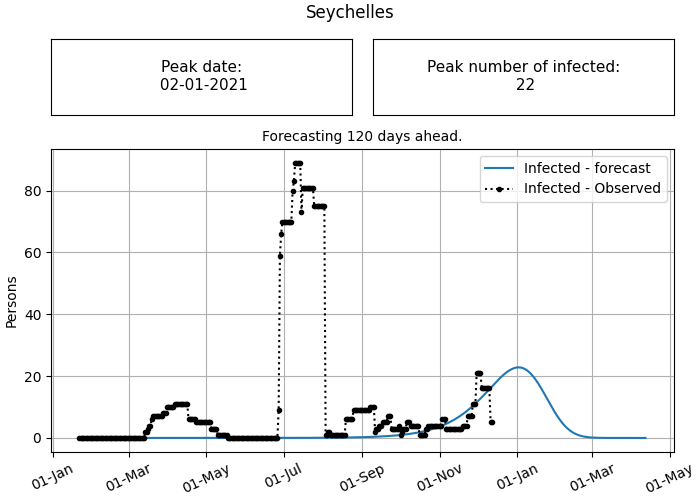 Seychelles
Peak date:
02-01-2021
Peak number of infected:
22
Forecasting 120 days ahead.
Infected - forecast
Infected - Observed
Persons
80
60
40
20
0
01-Jan
01-Mar
01-May
01-Jul
01-Sep
01-Nov
01-Jan
01-Mar
01-May